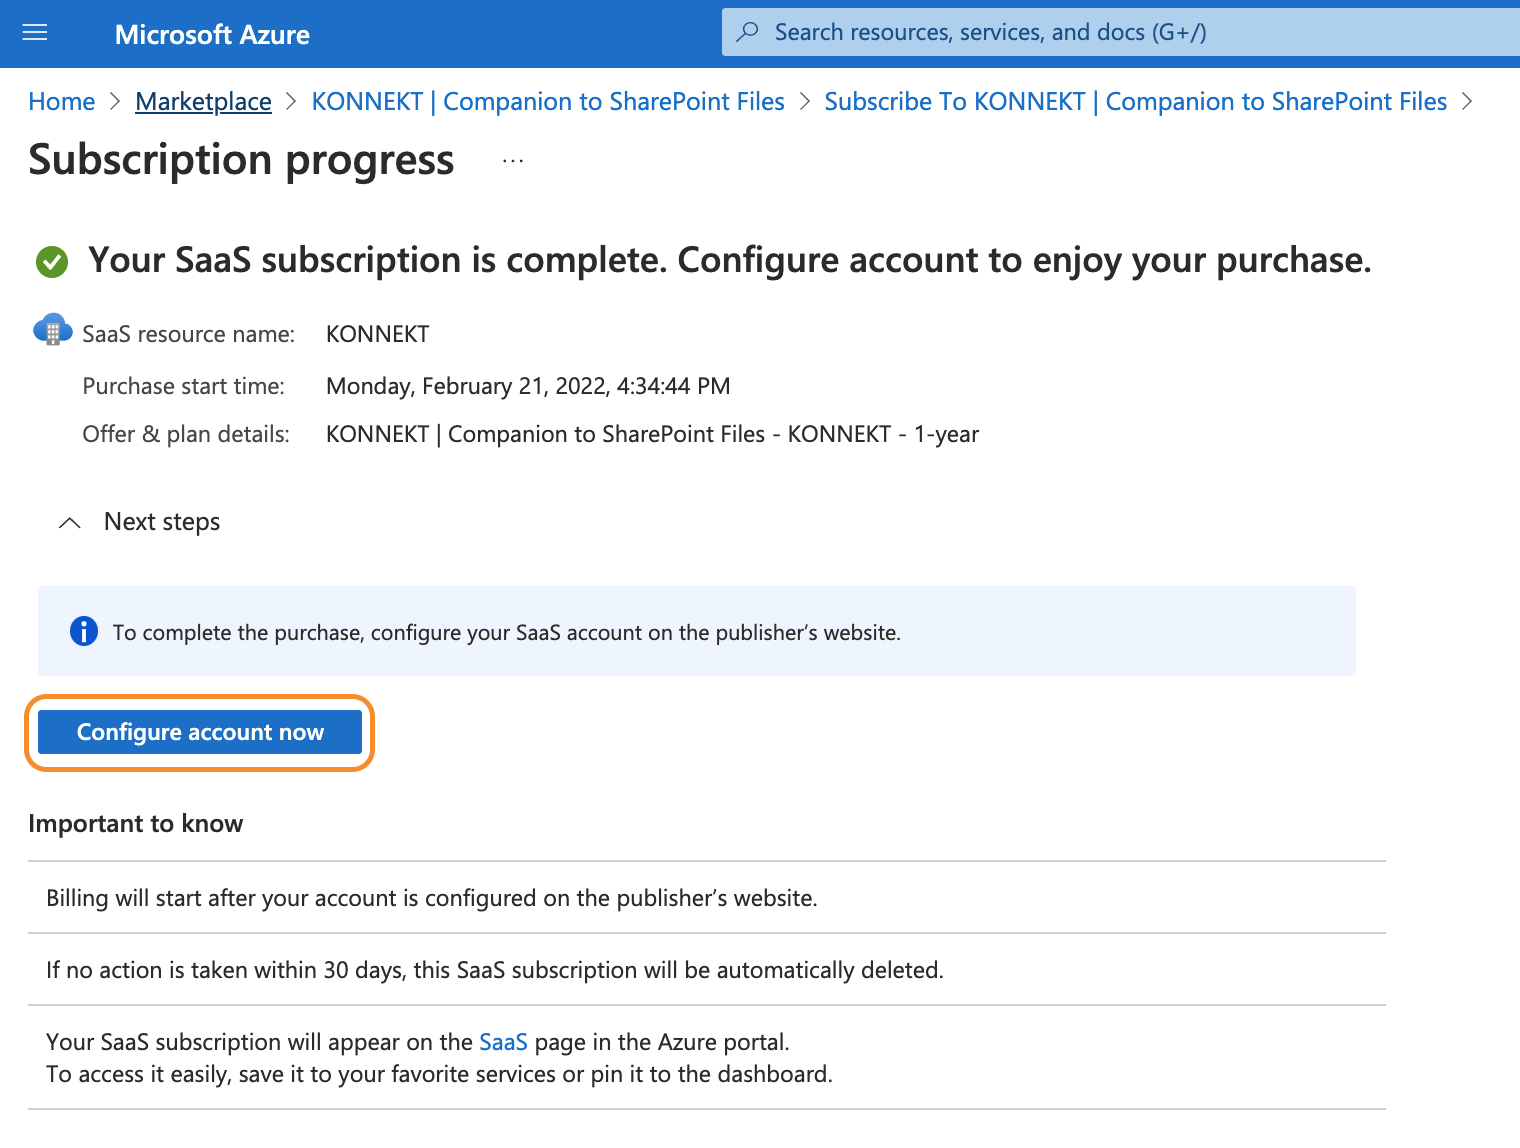 Microsoft Azure
Search resources, services, and docs (G+/)
Home > Marketplace > KONNEKT | Companion to SharePoint Files > Subscribe To KONNEKT | Companion to SharePoint Files >
Subscription progress ...
Your SaaS subscription is complete. Configure account to enjoy your purchase.
SaaS resource name: KONNEKT
Purchase start time: Monday, February 21, 2022, 4:34:44 PM
Offer & plan details: KONNEKT | Companion to SharePoint Files - KONNEKT - 1-year
Next steps
To complete the purchase, configure your SaaS account on the publisher’s website.
Configure account now
Important to know
Billing will start after your account is configured on the publisher’s website.
If no action is taken within 30 days, this SaaS subscription will be automatically deleted.
Your SaaS subscription will appear on the SaaS page in the Azure portal.
To access it easily, save it to your favorite services or pin it to the dashboard.